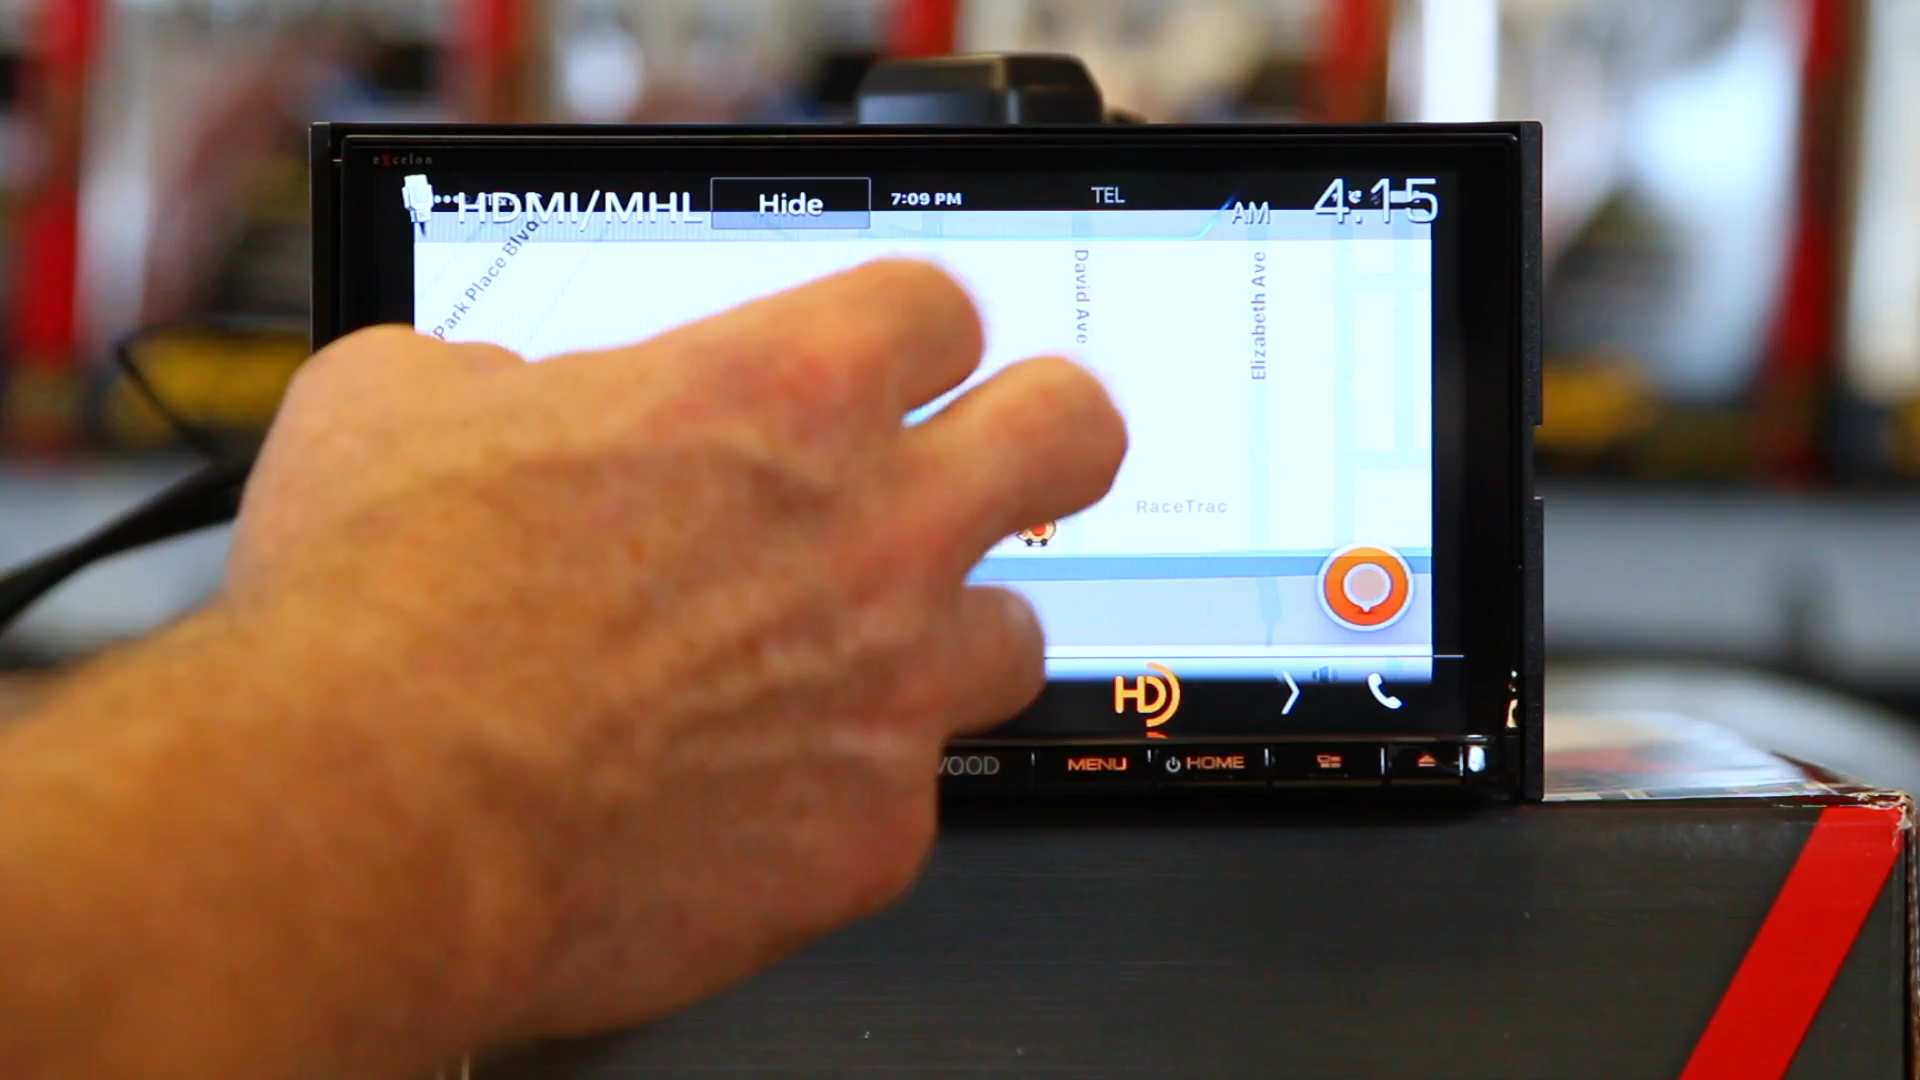 excelon
HDMI/MHL Hide 7:09 PM TEL AM 4:15
Park Place Blvd
David Ave
Elizabeth Ave
RaceTrac
HD
MENU HOME